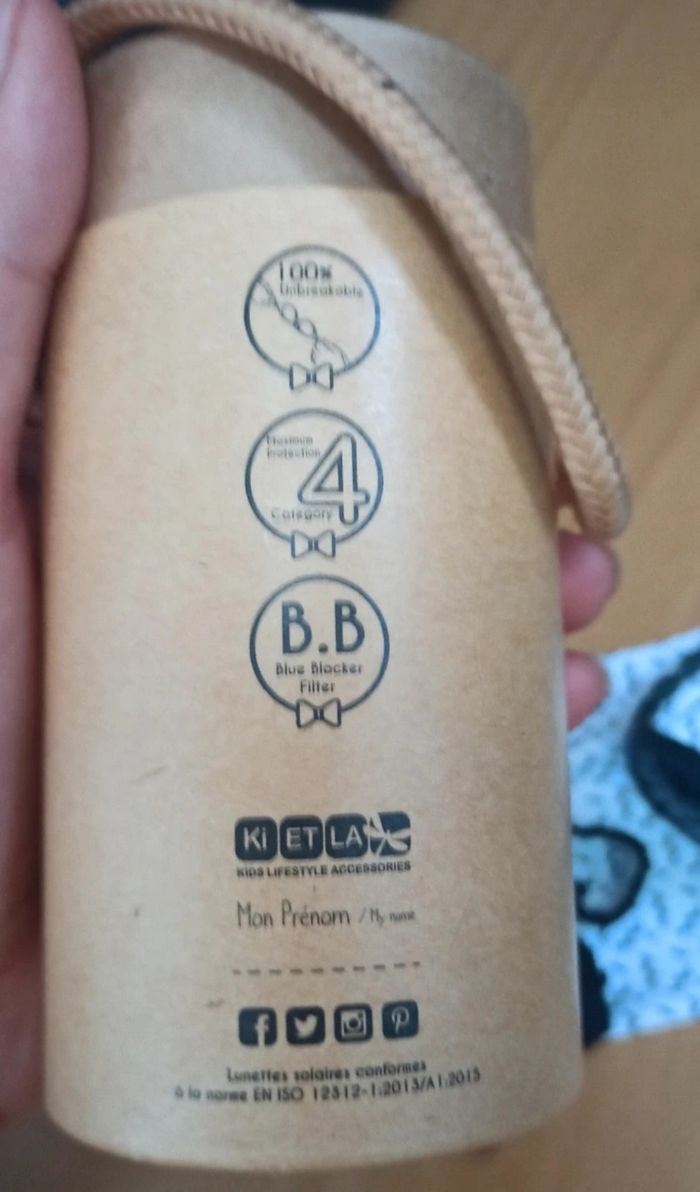 100%
Unbreakable
Maximum
Protection
4
Category
B.B
Blue Blocker
Filter
Ki ET LA
KIDS LIFESTYLE ACCESSORIES
Mon Prénom / My name
Lunettes solaires conformes
à la norme EN ISO 12312-1:2013/A1:2015